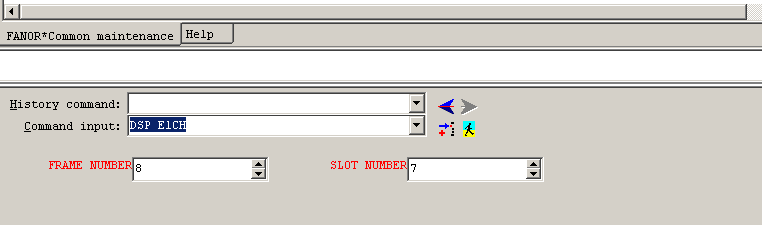 FANOR*Common maintenance Help
History command:
Command input: DSP E1CH
FRAME NUMBER 8 SLOT NUMBER 7